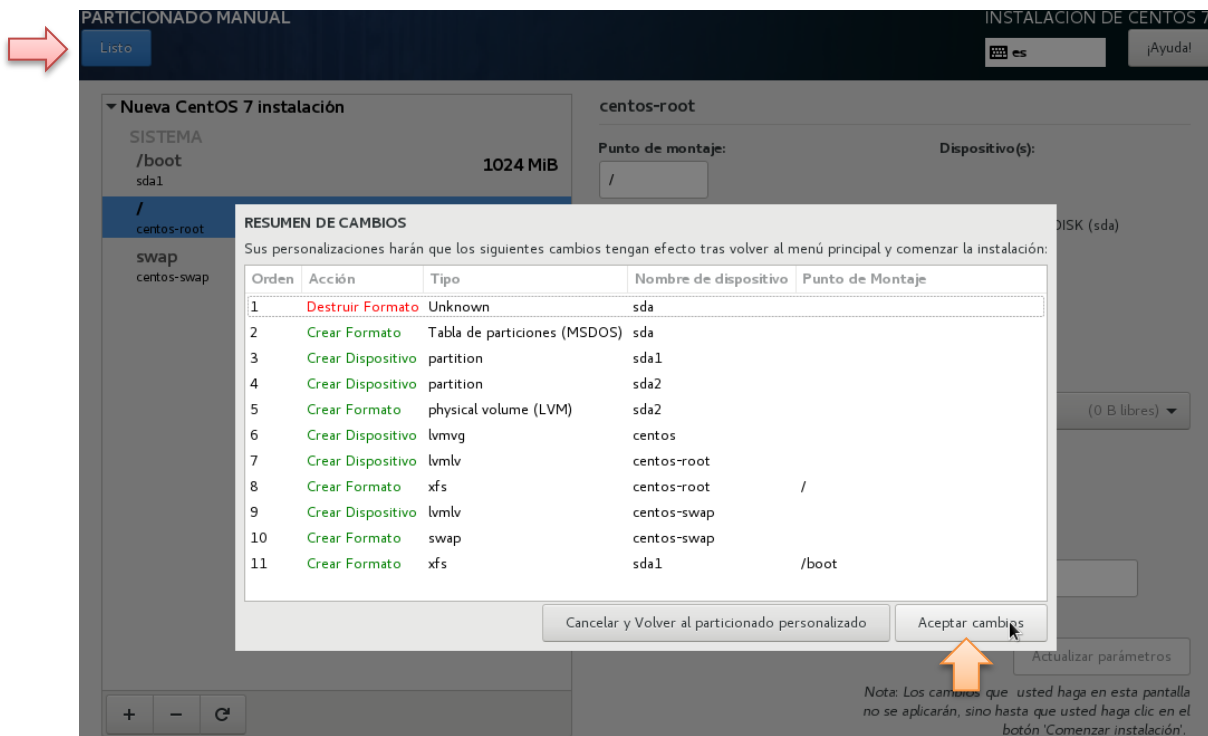 PARTICIONADO MANUAL
INSTALACIÓN DE CENTOS 7
Listo
es
¡Ayuda!
Nueva CentOS 7 instalación
SISTEMA
/boot
1024 MiB
sda1
/
centos-root
swap
centos-swap
centos-root
Punto de montaje:
Dispositivo(s):
/
DISK (sda)
(0 B libres)
RESUMEN DE CAMBIOS
Sus personalizaciones harán que los siguientes cambios tengan efecto tras volver al menú principal y comenzar la instalación:
Orden Acción Tipo Nombre de dispositivo Punto de Montaje
1 Destruir Formato Unknown sda
2 Crear Formato Tabla de particiones (MSDOS) sda
3 Crear Dispositivo partition sda1
4 Crear Dispositivo partition sda2
5 Crear Formato physical volume (LVM) sda2
6 Crear Dispositivo lvmvg centos
7 Crear Dispositivo lvmlv centos-root
8 Crear Formato xfs centos-root /
9 Crear Dispositivo lvmlv centos-swap
10 Crear Formato swap centos-swap
11 Crear Formato xfs sda1 /boot
Cancelar y Volver al particionado personalizado
Aceptar cambios
Actualizar parámetros
Nota: Los cambios que usted haga en esta pantalla
no se aplicarán, sino hasta que usted haga clic en el
botón 'Comenzar instalación'.
+ −